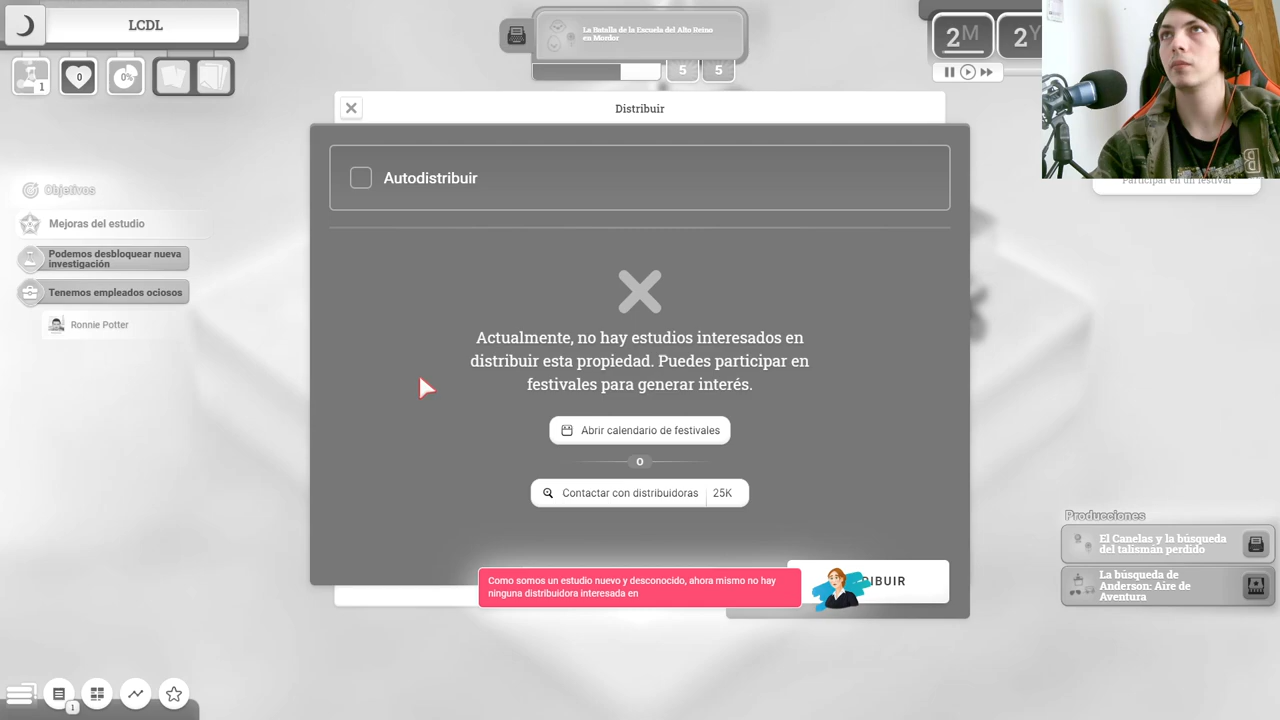 LCDL
La Batalla de la Escuela del Alto Reino
en Mordor
2M
2Y
1
0
0%
5
5
Distribuir
Autodistribuir
Participar en un festival
Objetivos
Mejoras del estudio
Podemos desbloquear nueva
investigación
Tenemos empleados ociosos
Ronnie Potter
Actualmente, no hay estudios interesados en
distribuir esta propiedad. Puedes participar en
festivales para generar interés.
Abrir calendario de festivales
O
Contactar con distribuidoras
25K
Producciones
El Canelas y la búsqueda
del talismán perdido
La búsqueda de
Anderson: Aire de
Aventura
Como somos un estudio nuevo y desconocido, ahora mismo no hay
ninguna distribuidora interesada en
IBUIR
1